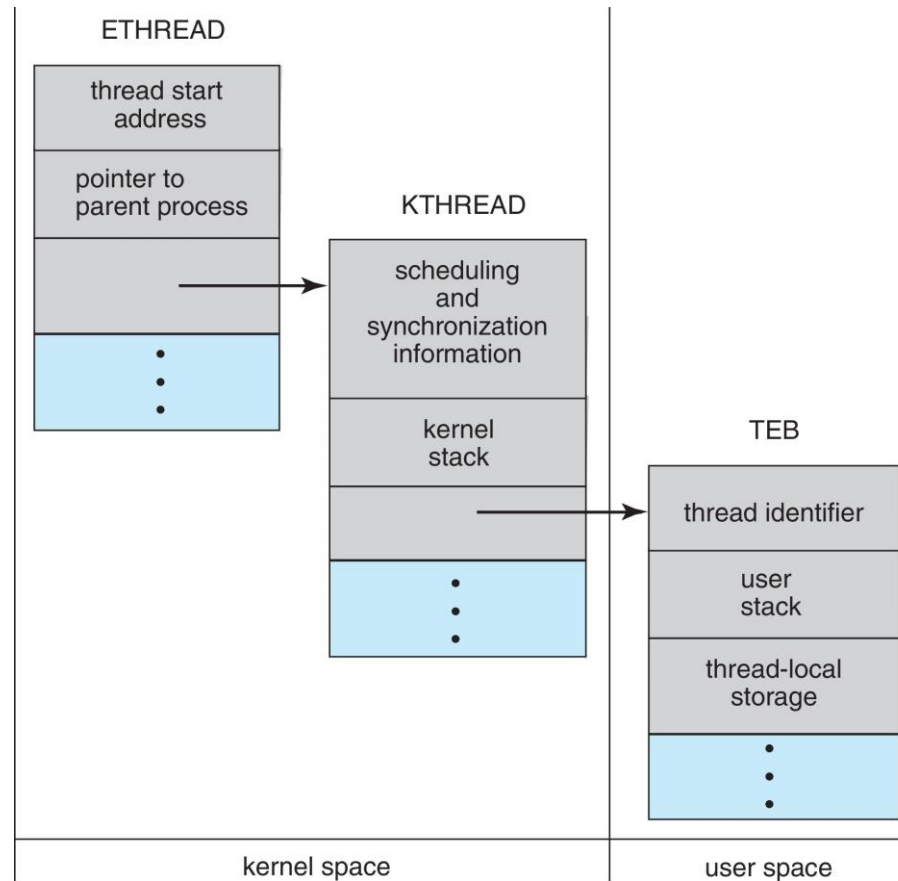 ETHREAD
thread start
address
pointer to
parent process
KTHREAD
scheduling
and
synchronization
information
kernel
stack
TEB
thread identifier
user
stack
thread-local
storage
kernel space
user space